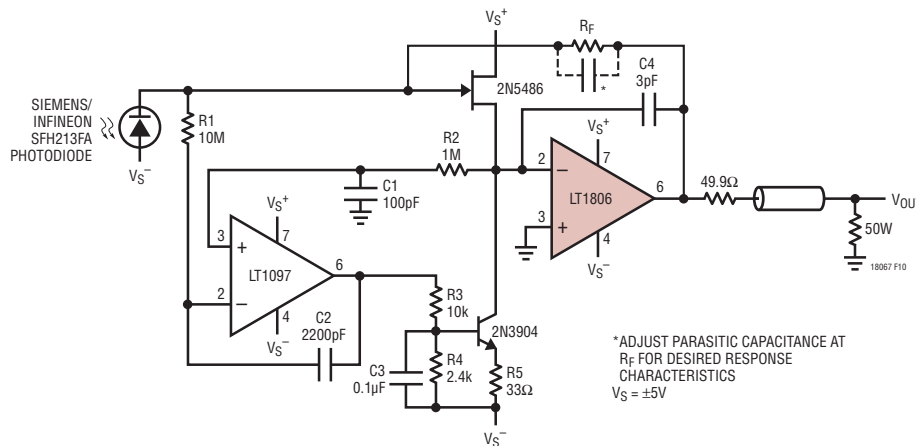 VS+
RF
C4
3pF
*
2N5486
SIEMENS/
INFINEON
SFH213FA
PHOTODIODE
VS−
R1
10M
R2
1M
C1
100pF
VS+
7
2
−
LT1806
6
3
+
4
VS−
49.9Ω
VOU
50W
18067 F10
VS+
7
3
+
LT1097
6
2
−
4
VS−
C2
2200pF
R3
10k
2N3904
C3
0.1µF
R4
2.4k
R5
33Ω
VS−
*ADJUST PARASITIC CAPACITANCE AT
RF FOR DESIRED RESPONSE
CHARACTERISTICS
VS = ±5V